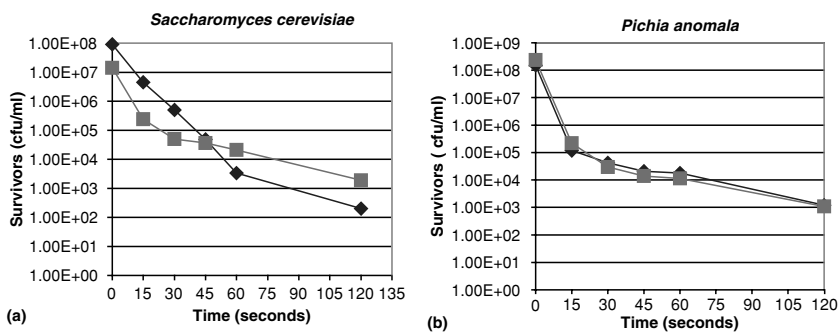 Saccharomyces cerevisiae
Survivors (cfu/ml)
1.00E+08
1.00E+07
1.00E+06
1.00E+05
1.00E+04
1.00E+03
1.00E+02
1.00E+01
1.00E+00
0 15 30 45 60 75 90 105 120 135
Time (seconds)
(a)
Pichia anomala
Survivors ( cfu/ml)
1.00E+09
1.00E+08
1.00E+07
1.00E+06
1.00E+05
1.00E+04
1.00E+03
1.00E+02
1.00E+01
1.00E+00
0 15 30 45 60 75 90 105 120
Time (seconds)
(b)